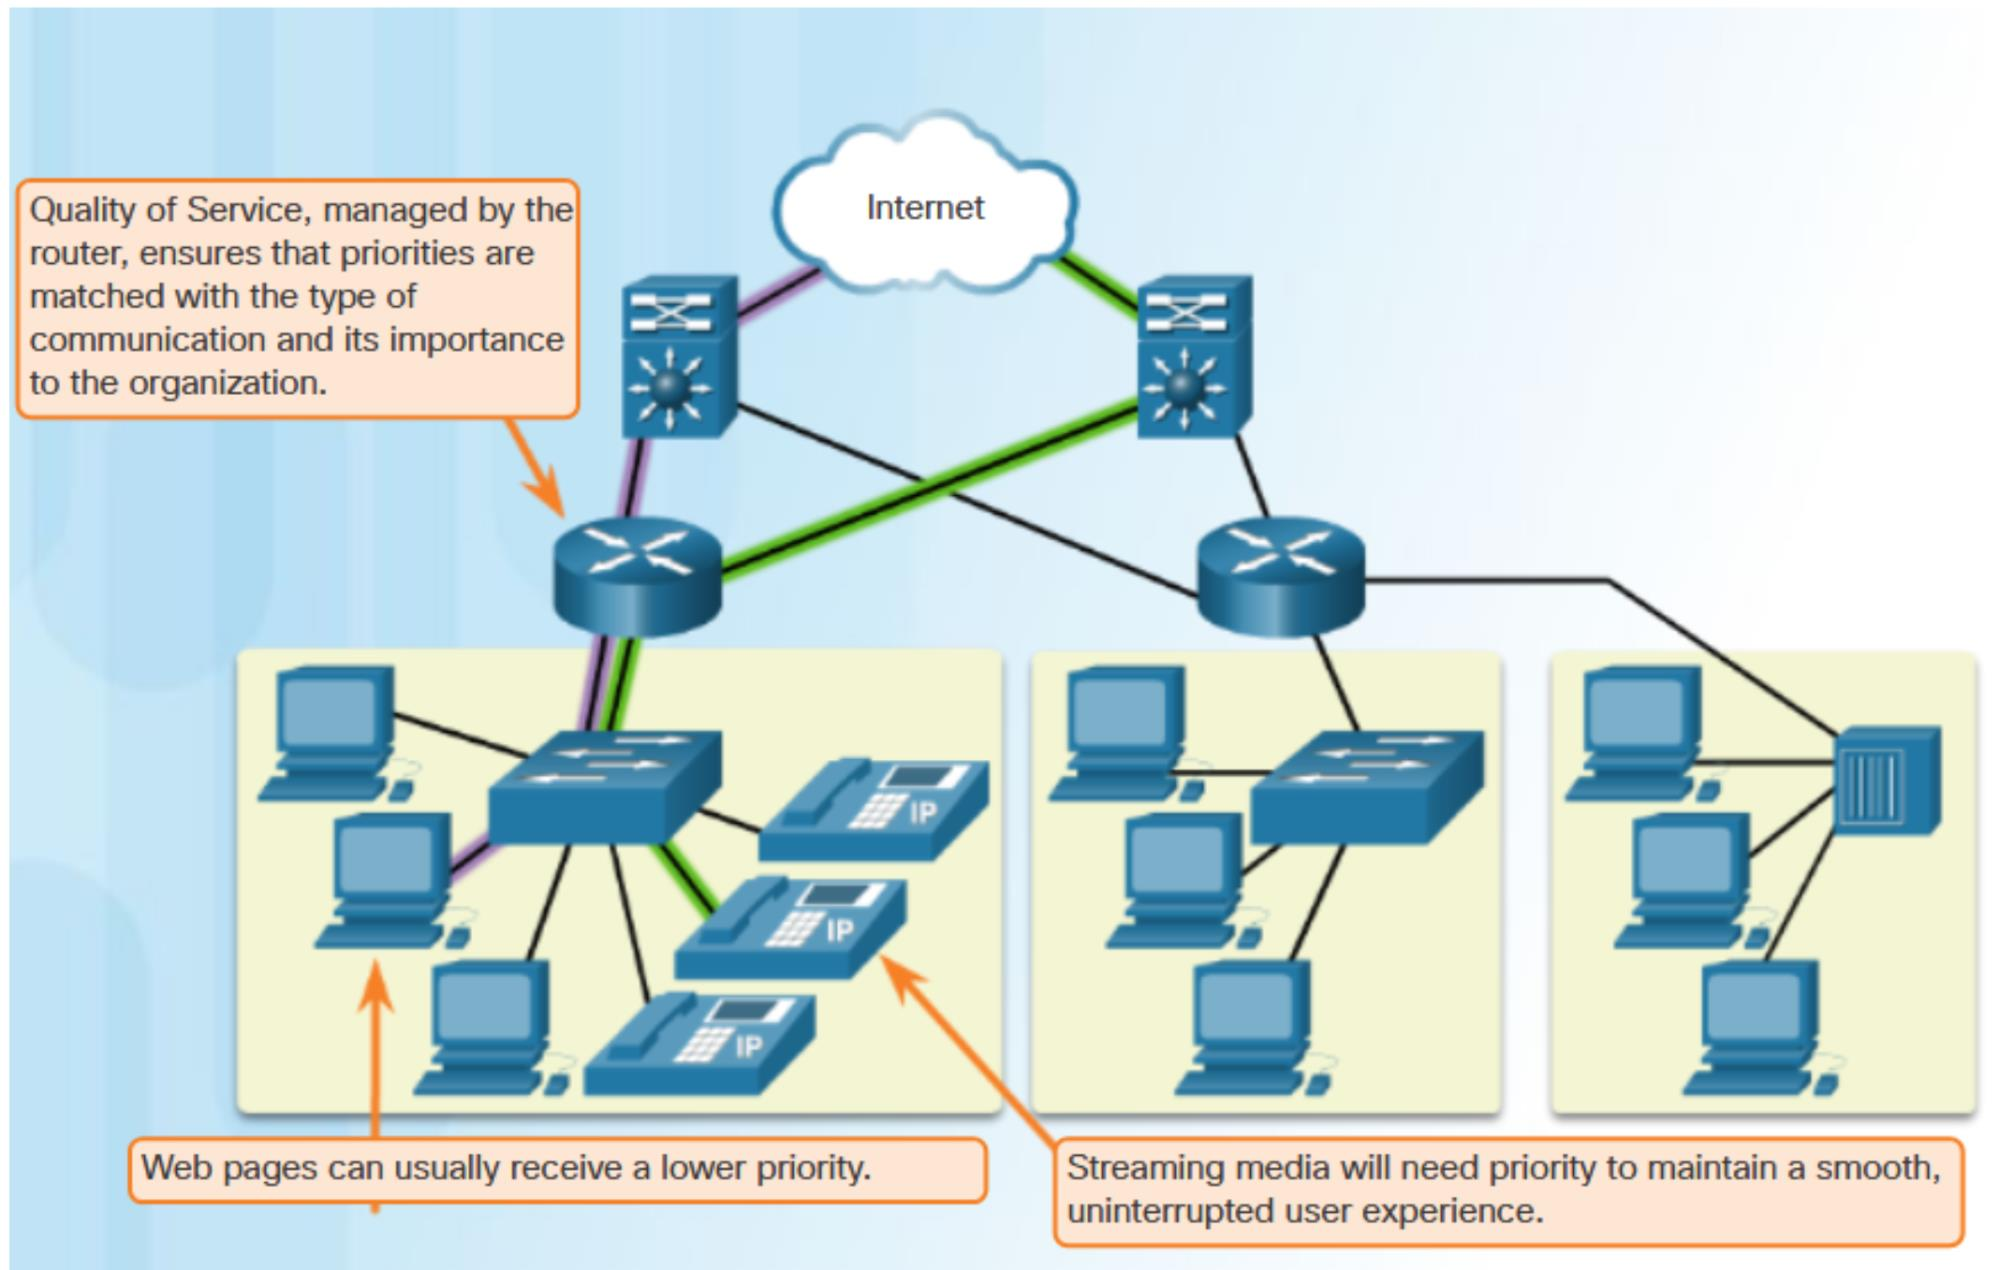 Internet
Quality of Service, managed by the
router, ensures that priorities are
matched with the type of
communication and its importance
to the organization.
IP
IP
IP
Web pages can usually receive a lower priority.
Streaming media will need priority to maintain a smooth,
uninterrupted user experience.